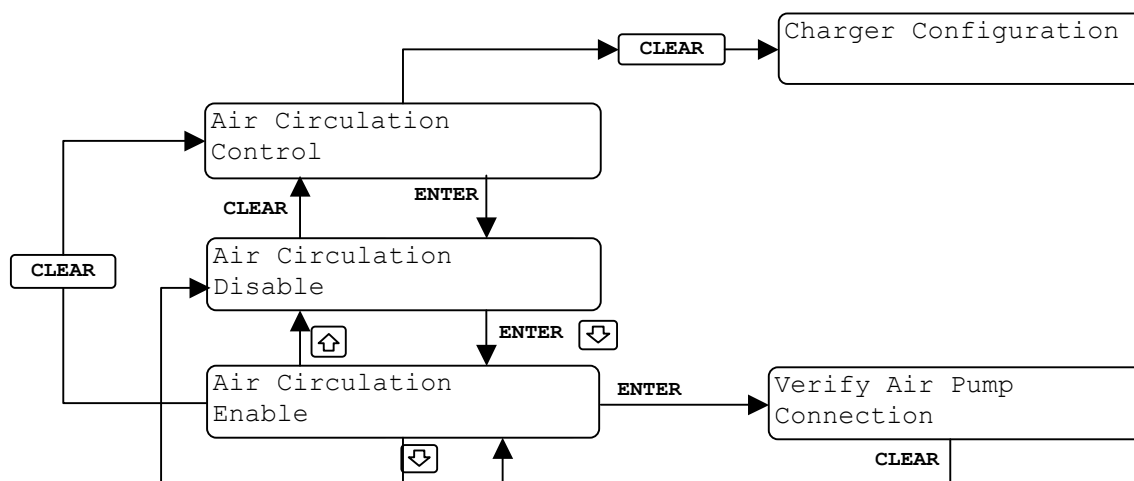 CLEAR
Charger Configuration
Air Circulation
Control
CLEAR
ENTER
CLEAR
Air Circulation
Disable
ENTER
Air Circulation
Enable
ENTER
Verify Air Pump
Connection
CLEAR